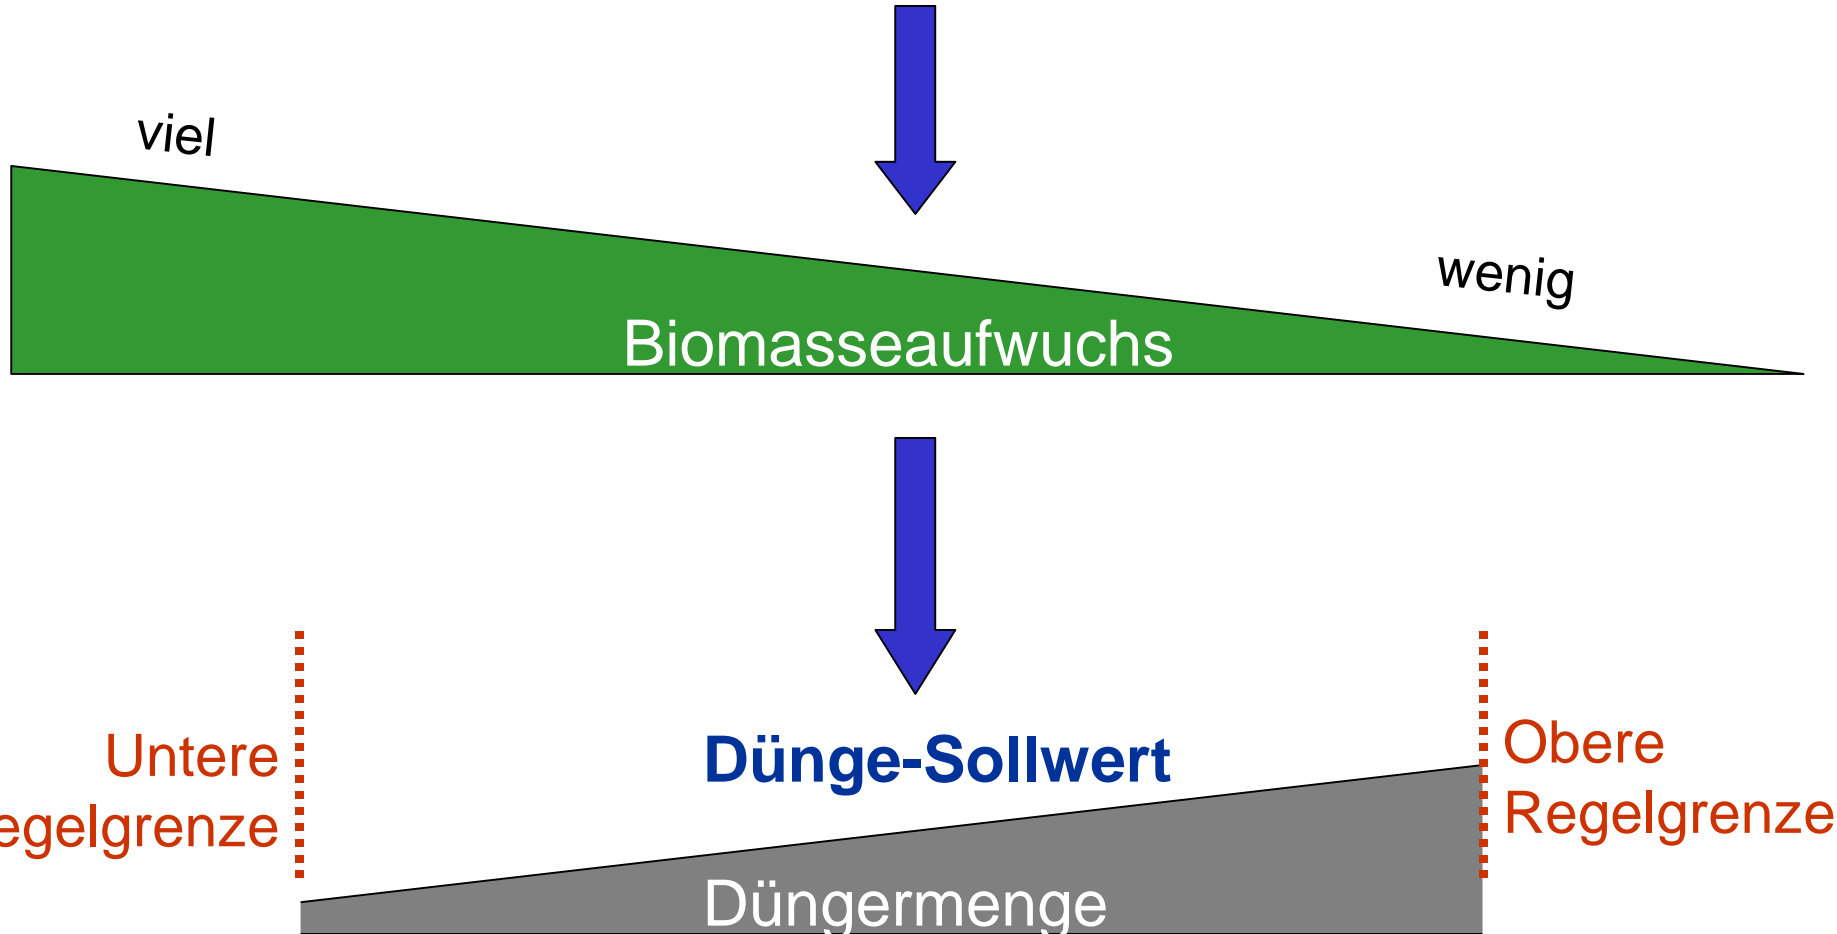 viel
wenig
Biomasseaufwuchs
Untere
egelgrenze
Dünge-Sollwert
Obere
Regelgrenze
Düngermenge